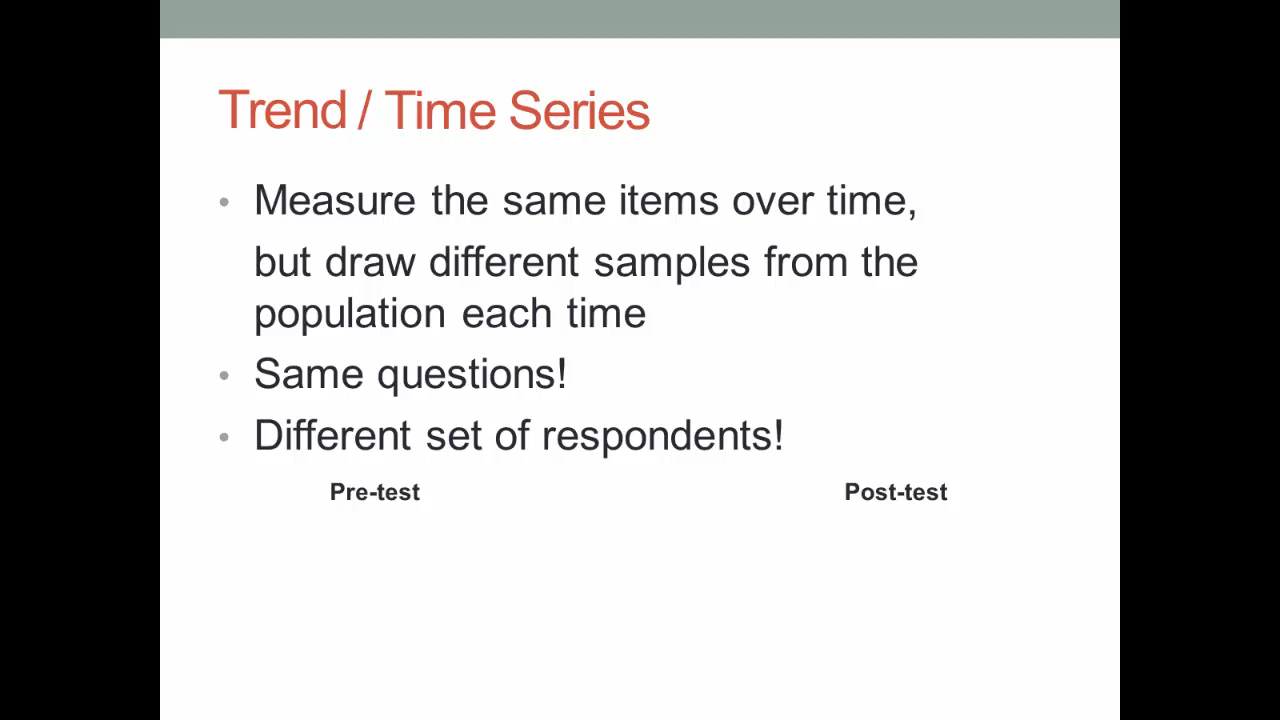 Trend / Time Series
• Measure the same items over time,
but draw different samples from the
population each time
• Same questions!
• Different set of respondents!
Pre-test Post-test